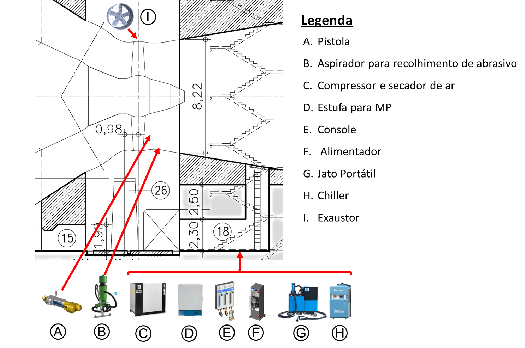 I
Legenda
A. Pistola
B. Aspirador para recolhimento de abrasivo
C. Compressor e secador de ar
D. Estufa para MP
E. Console
F. Alimentador
G. Jato Portátil
H. Chiller
I. Exaustor
8,22
0,98
26
2,50
15
2,30
18
A
B
C
D
E
F
G
H